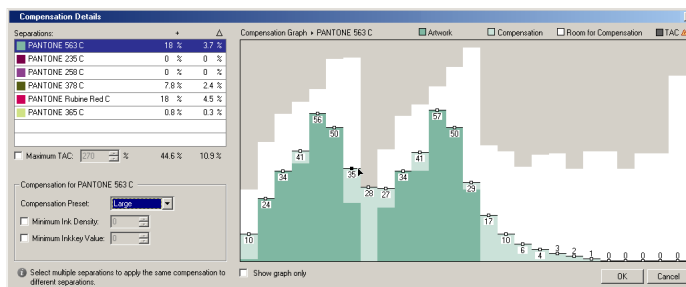 Compensation Details
Separations: + Δ
PANTONE 563 C 18 % 3.7 %
PANTONE 235 C 0 % 0 %
PANTONE 258 C 0 % 0 %
PANTONE 378 C 7.8 % 2.4 %
PANTONE Rubine Red C 18 % 4.5 %
PANTONE 365 C 0.8 % 0.3 %
Maximum TAC: 270 % 44.6 % 10.9 %
Compensation for PANTONE 563 C
Compensation Preset: Large
Minimum Ink Density: 0
Minimum Inkkey Value: 0
Select multiple separations to apply the same compensation to
different separations.
Compensation Graph PANTONE 563 C Artwork Compensation Room for Compensation TAC
10 24 34 41 56 50 35 28 27 34 41 57 50 29 17 10 6 4 3 2 1 0 0 0 0 0
Show graph only
OK Cancel